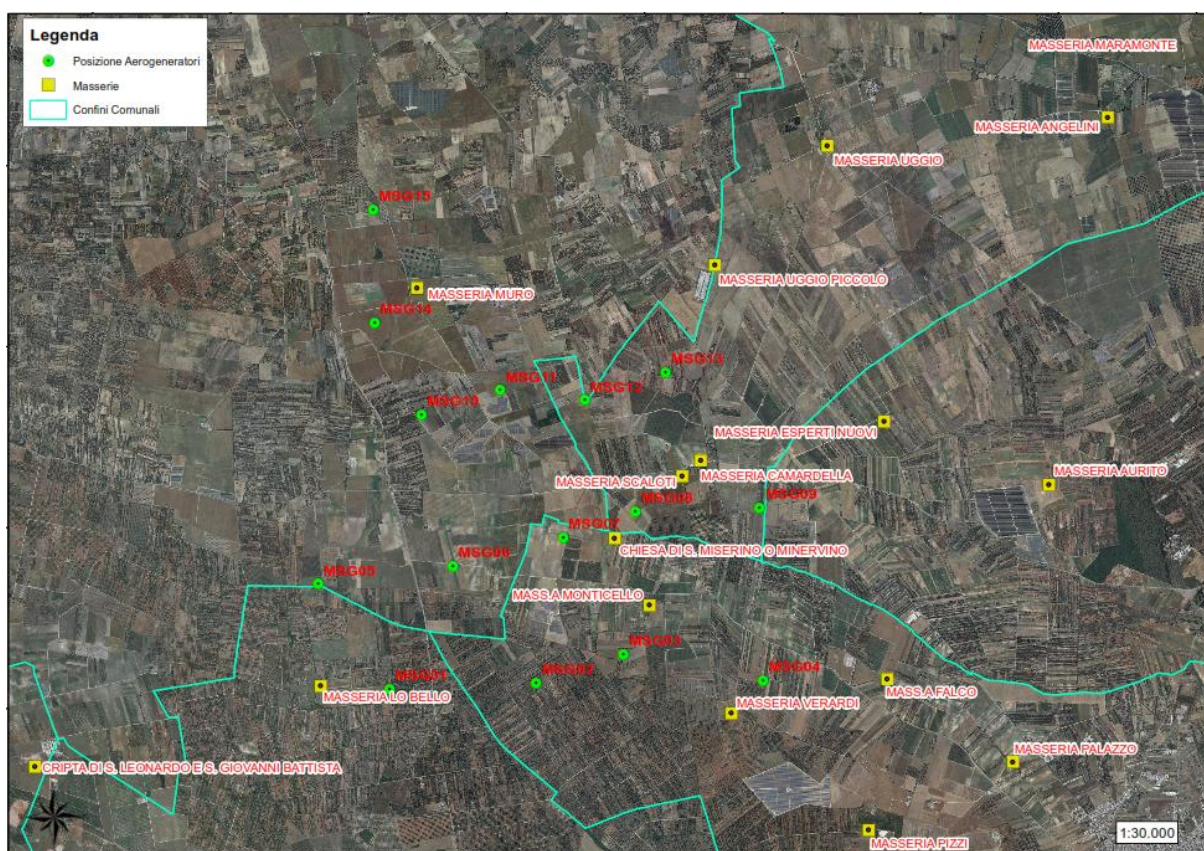 Legenda
Posizione Aerogeneratori
Masserie
Confini Comunali
MASSERIA MARAMONTE
MASSERIA ANGELINI
MASSERIA UGGIO
MSG15
MASSERIA UGGIO PICCOLO
MASSERIA MURO
MSG14
MSG13
MSG11
MSG12
MSG10
MASSERIA ESPERTI NUOVI
MASSERIA AURITO
MASSERIA CAMARDELLA
MASSERIA SCALOTI
MSG08
MSG09
MSG07
CHIESA DI S. MISERINO O MINERVINO
MSG06
MSG05
MASS.A MONTICELLO
MSG03
MSG02
MSG04
MSG01
MASSERIA LO BELLO
MASS.A FALCO
MASSERIA VERARDI
MASSERIA PALAZZO
CRIPTA DI S. LEONARDO E S. GIOVANNI BATTISTA
1:30.000
MASSERIA PIZZI